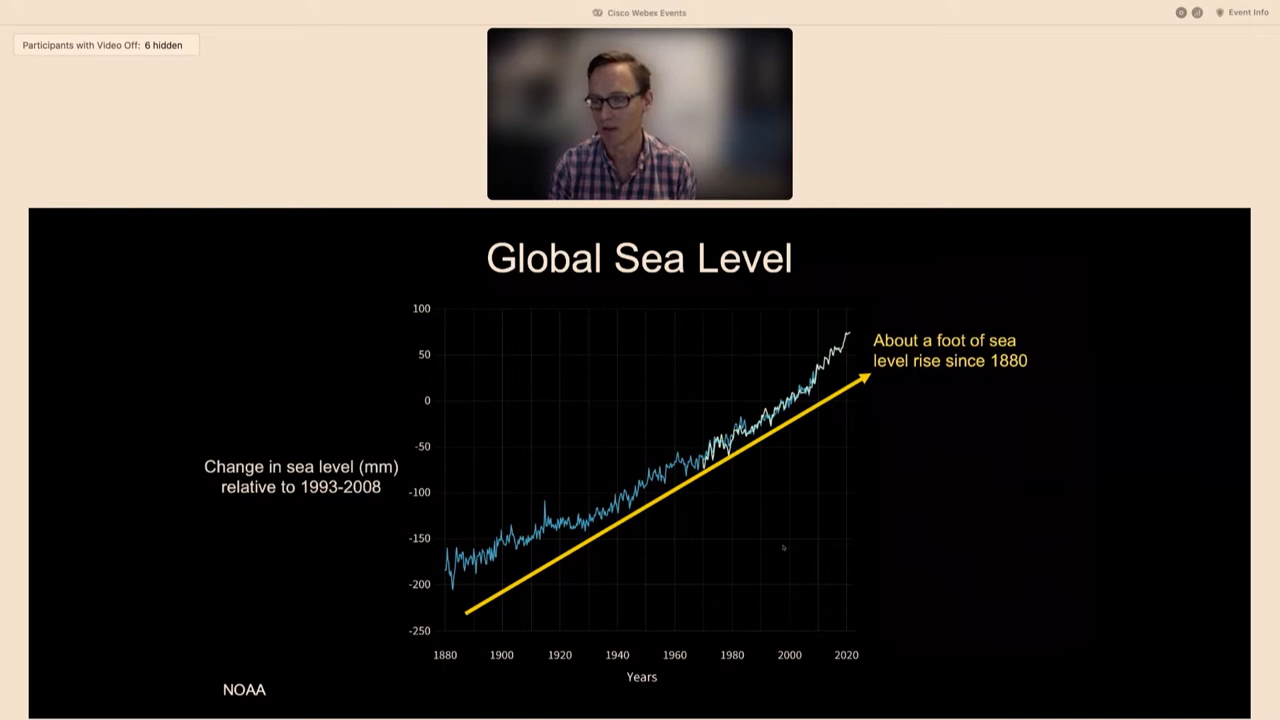 Cisco Webex Events
Event Info
Participants with Video Off: 6 hidden
Global Sea Level
100
50
0
-50
-100
-150
-200
-250
Change in sea level (mm)
relative to 1993-2008
About a foot of sea
level rise since 1880
1880 1900 1920 1940 1960 1980 2000 2020
Years
NOAA